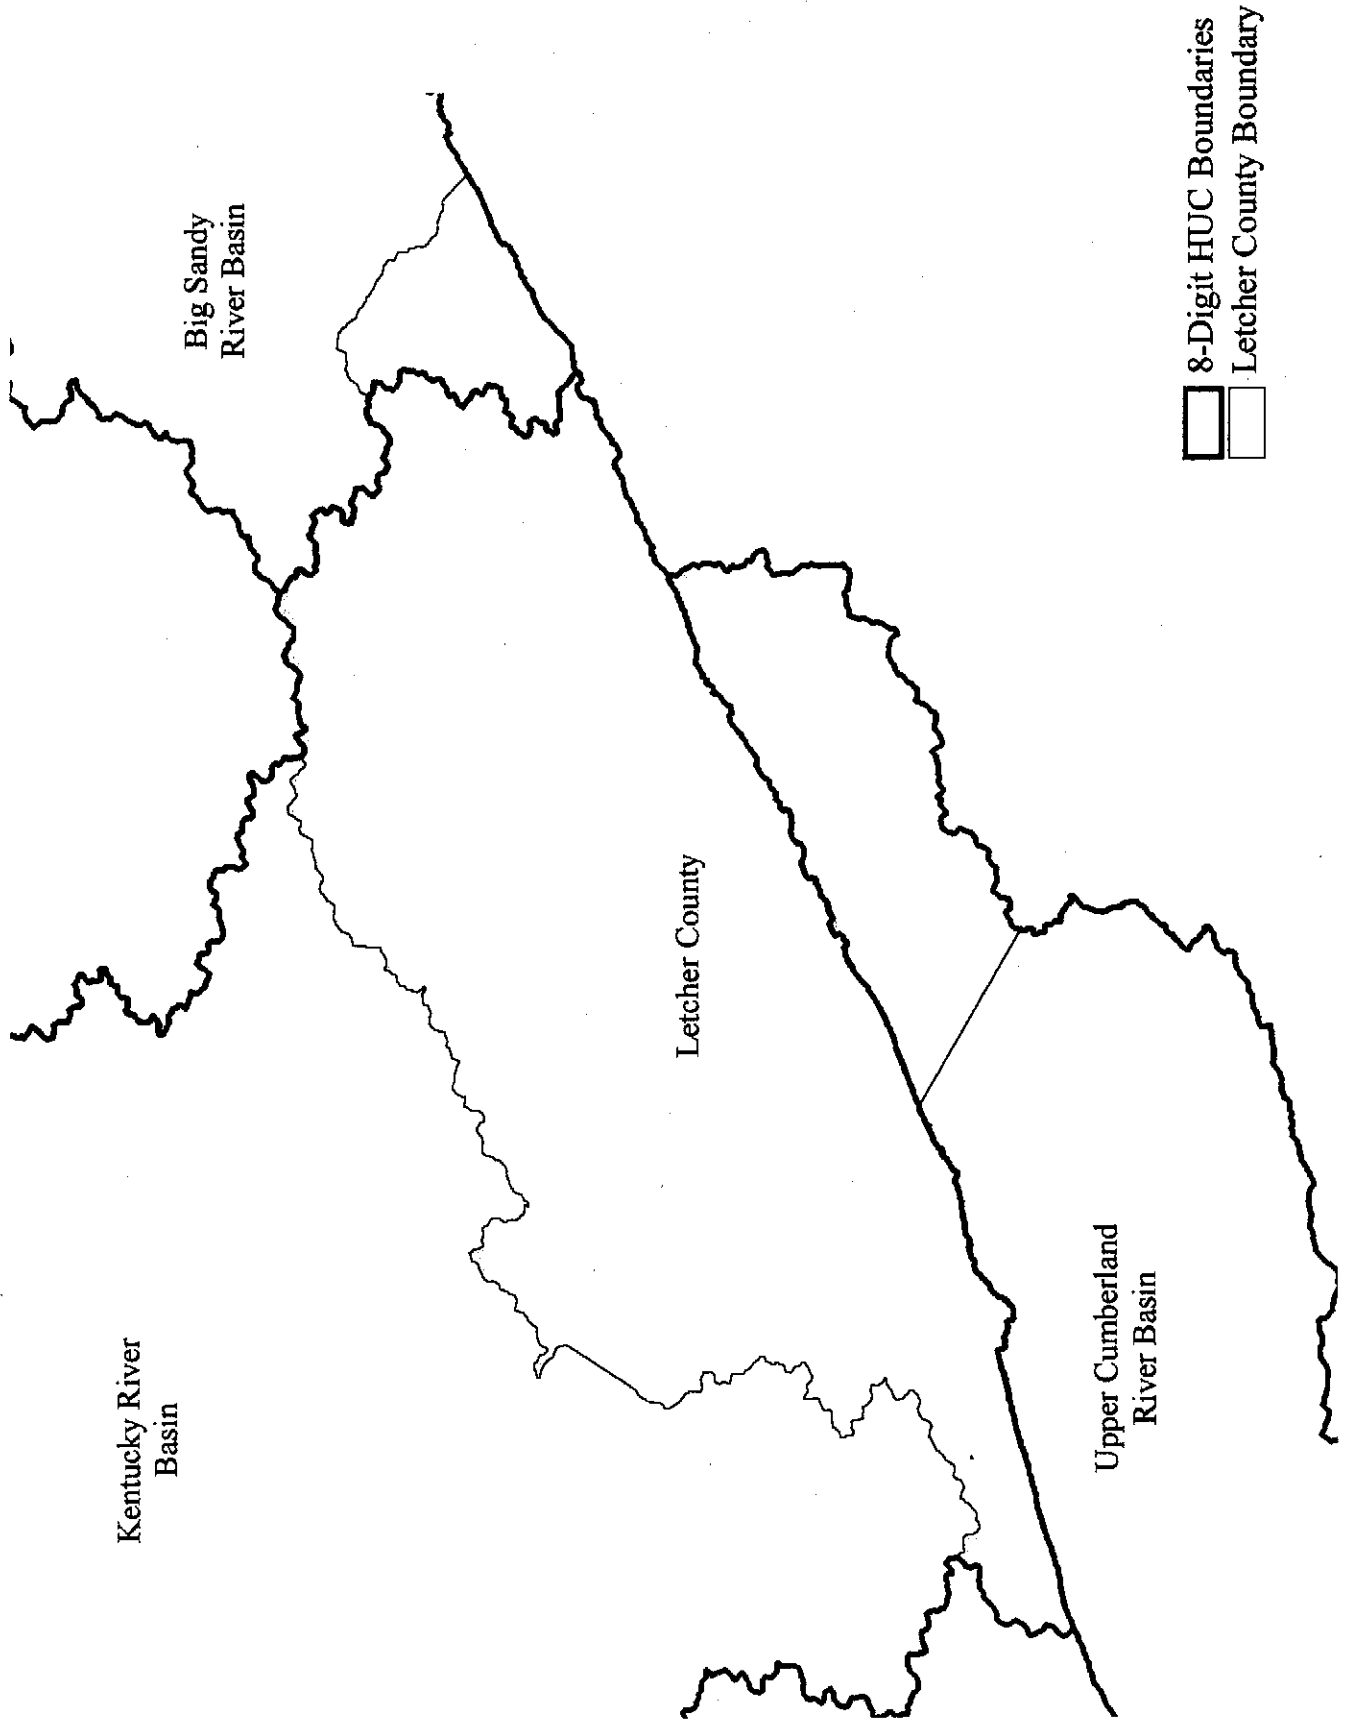 Kentucky River
Basin
Big Sandy
River Basin
Letcher County
Upper Cumberland
River Basin
8-Digit HUC Boundaries
Letcher County Boundary